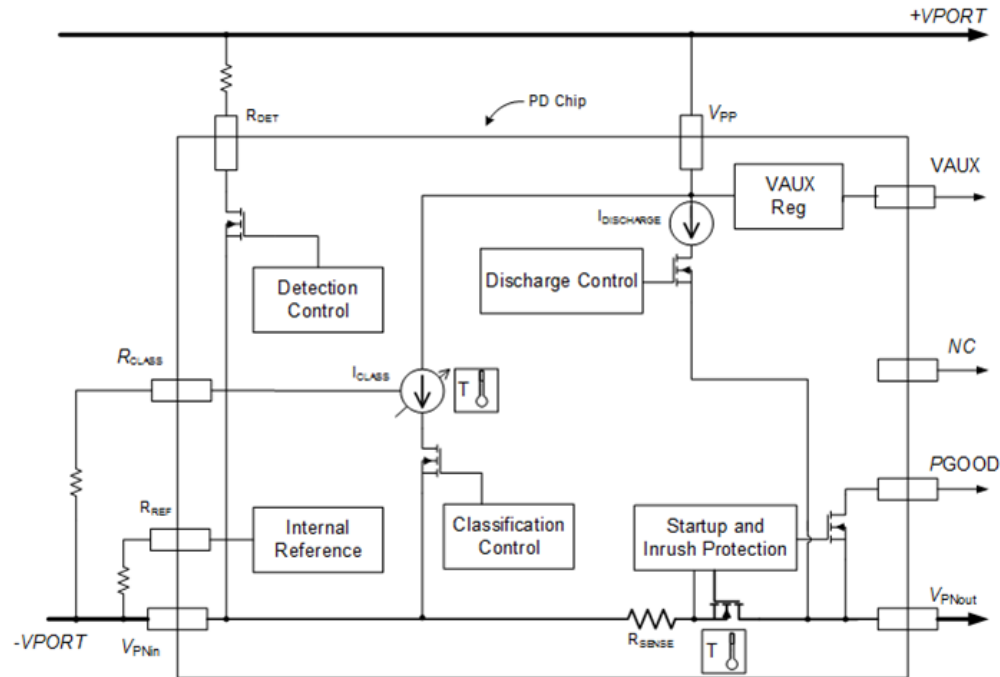 +VPORT
PD Chip
RDET
VPP
VAUX
VAUX
Reg
IDISCHARGE
Detection
Control
Discharge Control
RCLASS
ICLASS
T
NC
PGOOD
RREF
Internal
Reference
Classification
Control
Startup and
Inrush Protection
-VPORT
VPNin
RSENSE
T
VPNout